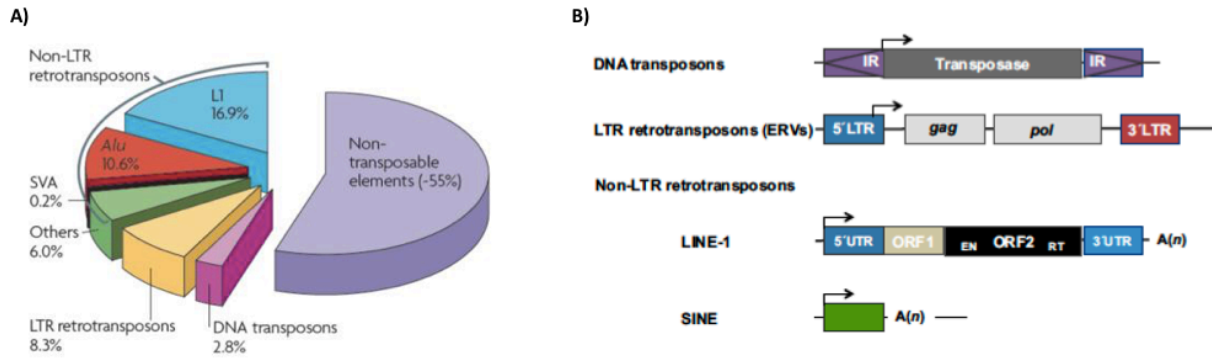 A)
Non-LTR
retrotransposons
L1
16.9%
Alu
10.6%
SVA
0.2%
Others
6.0%
LTR retrotransposons
8.3%
DNA transposons
2.8%
Non-
transposable
elements (-55%)
B)
DNA transposons
IR Transposase IR
LTR retrotransposons (ERVs)
5´LTR gag pol 3´LTR
Non-LTR retrotransposons
LINE-1
5´UTR ORF1 EN ORF2 RT 3´UTR A(n)
SINE
A(n)